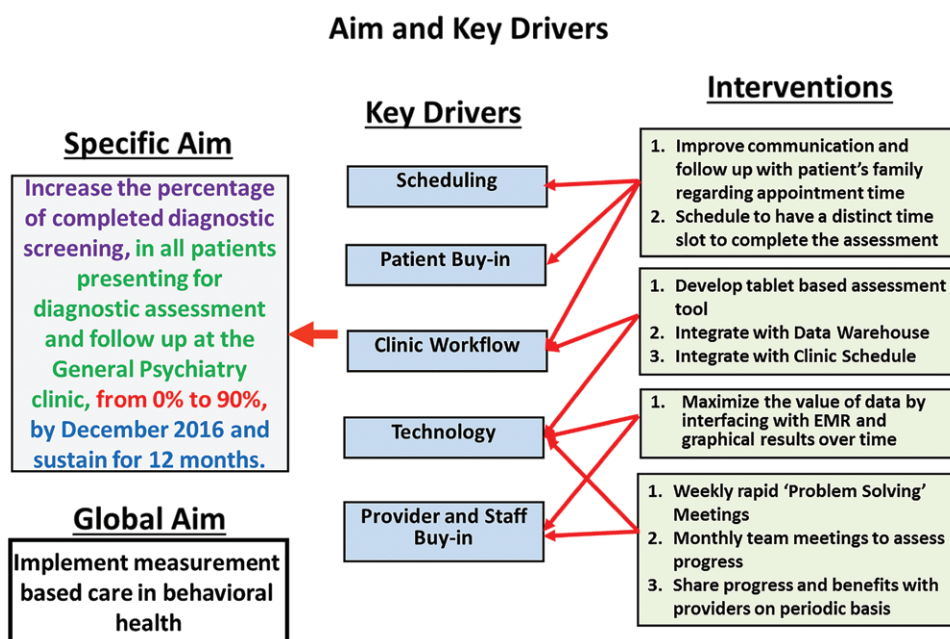 Aim and Key Drivers
Specific Aim
Increase the percentage
of completed diagnostic
screening, in all patients
presenting for
diagnostic assessment
and follow up at the
General Psychiatry
clinic, from 0% to 90%,
by December 2016 and
sustain for 12 months.
Global Aim
Implement measurement
based care in behavioral
health
Key Drivers
Scheduling
Patient Buy-in
Clinic Workflow
Technology
Provider and Staff
Buy-in
Interventions
1. Improve communication and
follow up with patient’s family
regarding appointment time
2. Schedule to have a distinct time
slot to complete the assessment
1. Develop tablet based assessment
tool
2. Integrate with Data Warehouse
3. Integrate with Clinic Schedule
1. Maximize the value of data by
interfacing with EMR and
graphical results over time
1. Weekly rapid ‘Problem Solving’
Meetings
2. Monthly team meetings to assess
progress
3. Share progress and benefits with
providers on periodic basis